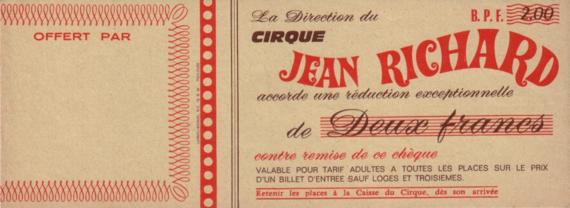 OFFERT PAR
La Direction du
B. P. F. 2.00
CIRQUE
JEAN RICHARD
accorde une réduction exceptionnelle
de Deux francs
contre remise de ce chèque
VALABLE POUR TARIF ADULTES A TOUTES LES PLACES SUR LE PRIX
D'UN BILLET D'ENTREE SAUF LOGES ET TROISIEMES.
Retenir les places à la Caisse du Cirque, dès son arrivée